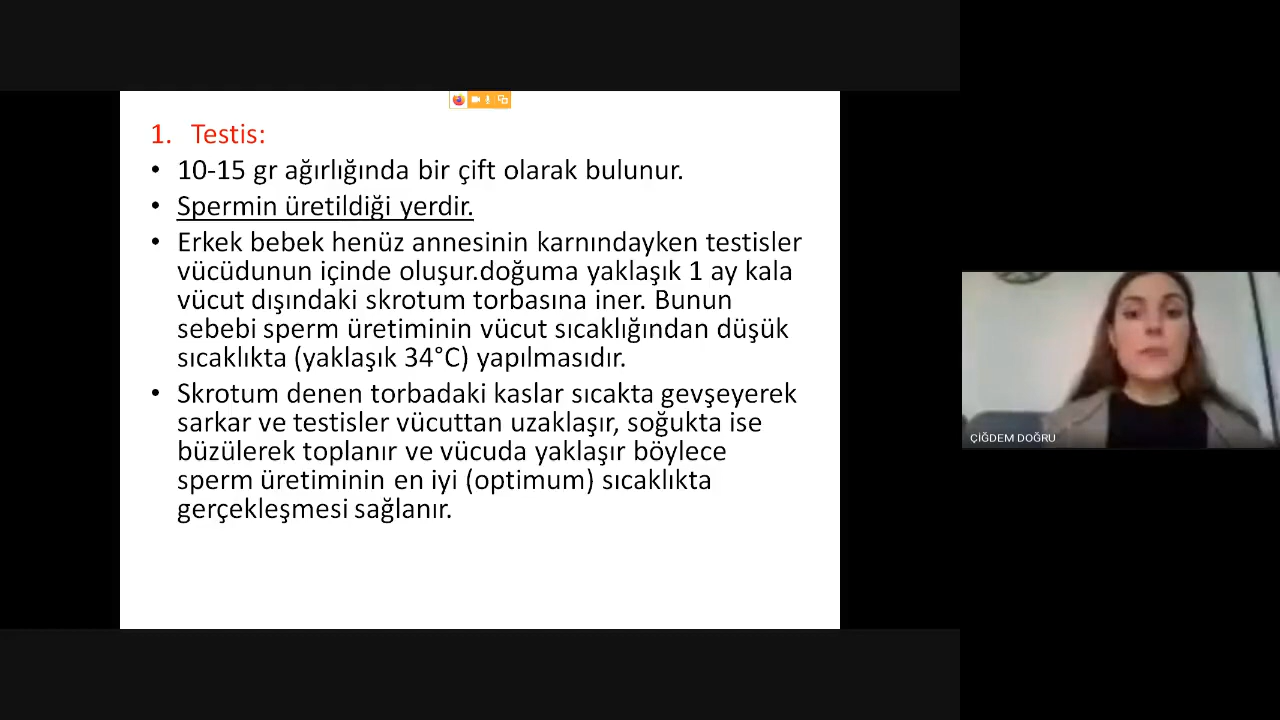 1. Testis:
• 10-15 gr ağırlığında bir çift olarak bulunur.
• Spermin üretildiği yerdir.
• Erkek bebek henüz annesinin karnındayken testisler
vücüdunun içinde oluşur.doğuma yaklaşık 1 ay kala
vücut dışındaki skrotum torbasına iner. Bunun
sebebi sperm üretiminin vücut sıcaklığından düşük
sıcaklıkta (yaklaşık 34°C) yapılmasıdır.
• Skrotum denen torbadaki kaslar sıcakta gevşeyerek
sarkar ve testisler vücuttan uzaklaşır, soğukta ise
büzülerek toplanır ve vücuda yaklaşır böylece
sperm üretiminin en iyi (optimum) sıcaklıkta
gerçekleşmesi sağlanır.
ÇİĞDEM DOĞRU